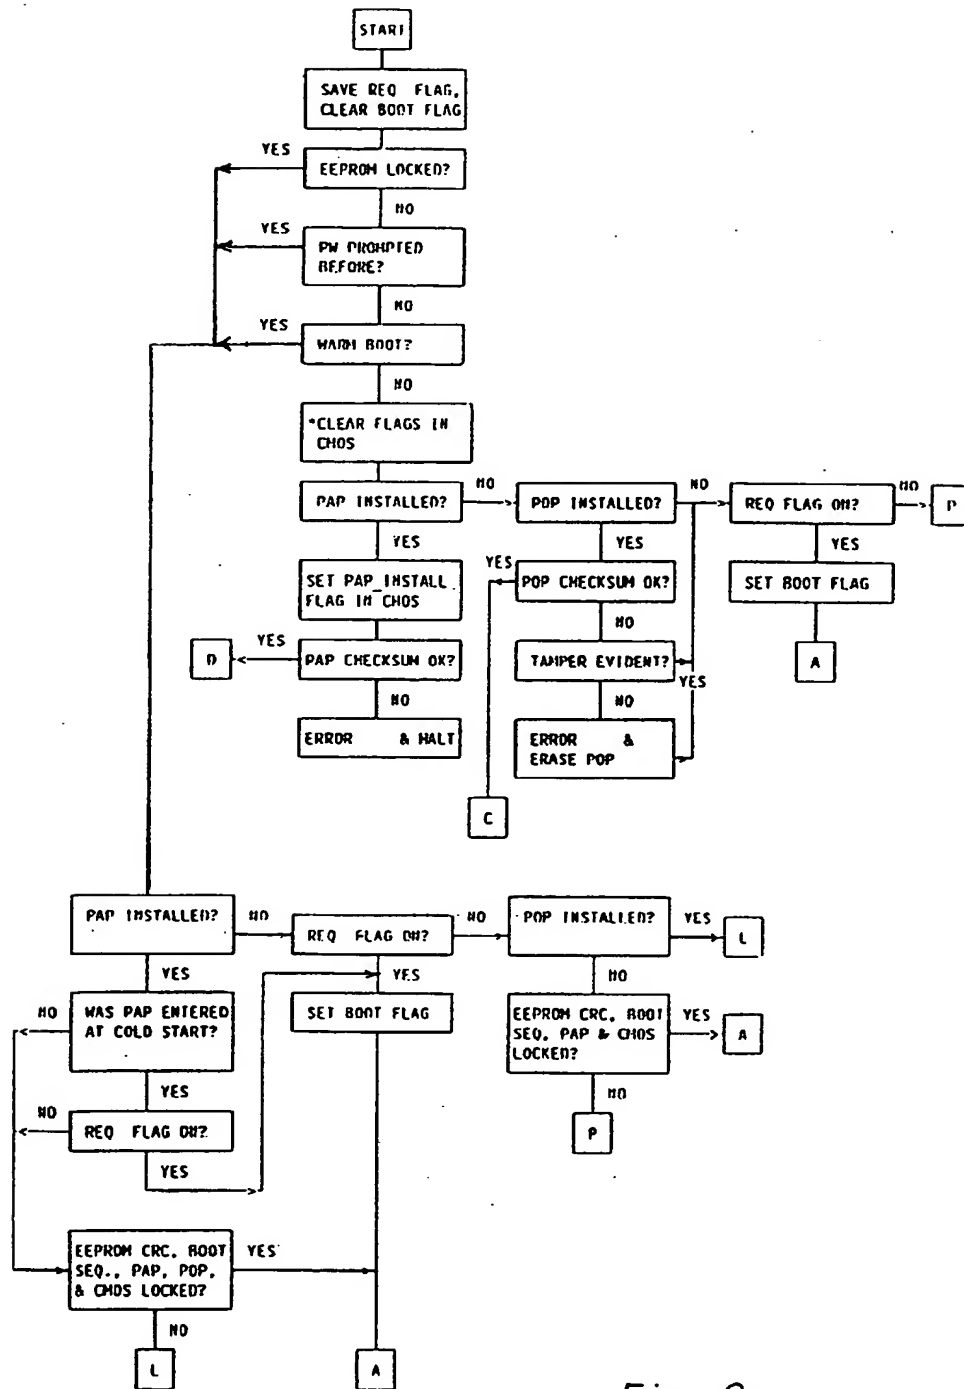 START
SAVE REQ FLAG,
CLEAR BOOT FLAG
YES
EEPROM LOCKED?
NO
YES
PW PROMPTED
BEFORE?
NO
YES
WARM BOOT?
NO
*CLEAR FLAGS IN
CMOS
PAP INSTALLED?
NO
POP INSTALLED?
NO
REQ FLAG ON?
NO
P
YES
YES
YES
SET PAP_INSTALL
FLAG IN CMOS
YES
POP CHECKSUM OK?
SET BOOT FLAG
NO
D
YES
PAP CHECKSUM OK?
TAMPER EVIDENT?
YES
A
NO
NO
ERROR & HALT
ERROR &
ERASE POP
C
PAP INSTALLED?
NO
REQ FLAG ON?
NO
POP INSTALLED?
YES
L
YES
YES
NO
NO
WAS PAP ENTERED
AT COLD START?
SET BOOT FLAG
EEPROM CRC, BOOT
SEQ, PAP & CMOS
LOCKED?
YES
A
YES
NO
NO
REQ FLAG ON?
P
YES
EEPROM CRC, BOOT
SEQ., PAP, POP,
& CMOS LOCKED?
YES
NO
L
A